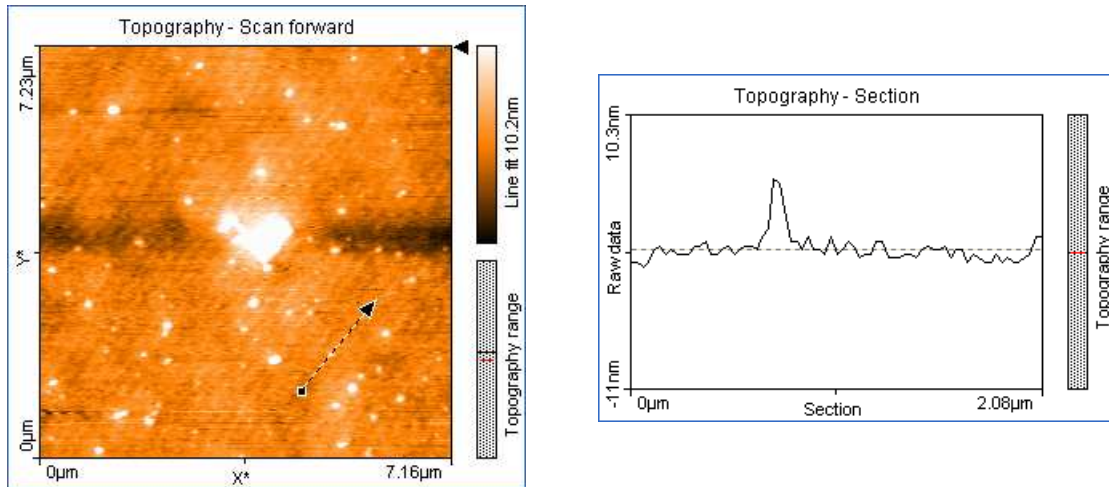 Topography - Scan forward
7.23µm
Y*
0µm
0µm
X*
7.16µm
Line fit 10.2nm
Topography range
Topography - Section
10.3nm
Raw data
-11nm
0µm
Section
2.08µm
Topography range